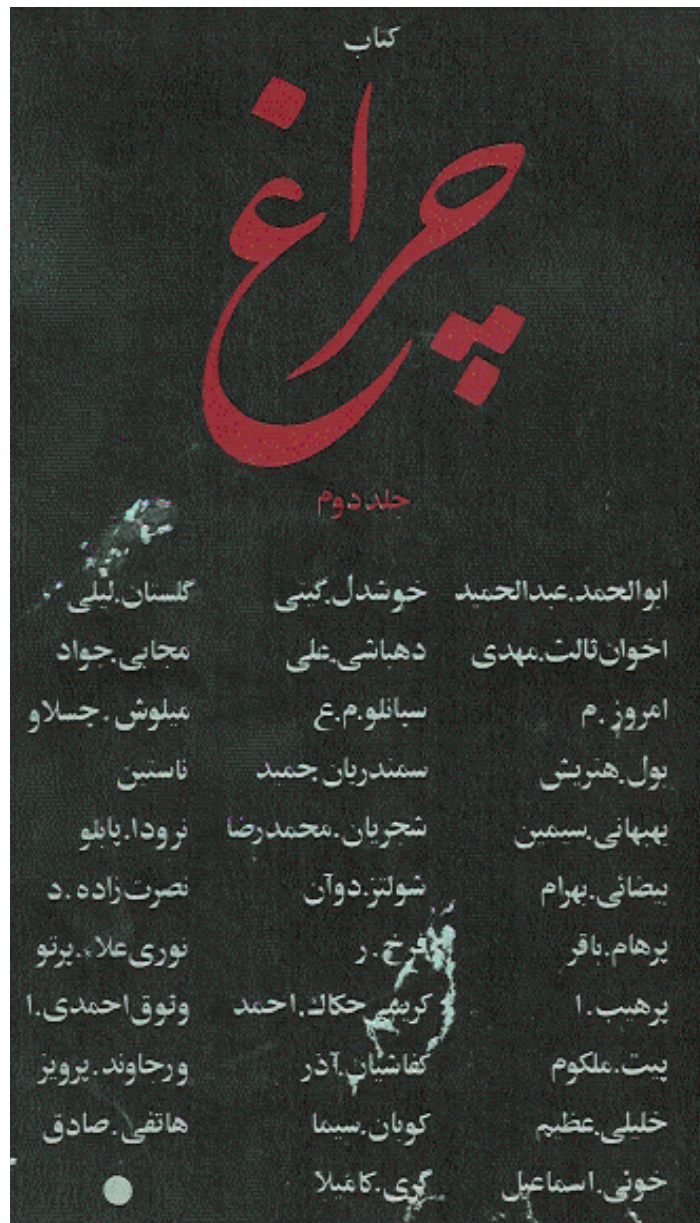 کتاب
چراغ
جلد دوم
ابوالحمد.عبدالحمید
اخوان ثالث.مهدی
امروز.م
بول.هنریش
بهبهانی.سیمین
بیضائی.بهرام
پرهام.باقر
پرهیب.ا
پیت.ملکوم
خلیلی.عظیم
خوئی.اسماعیل
خوشدل.گیتی
دهباشی.علی
سپانلو.م.ع
سمندریان.حمید
شجریان.محمدرضا
شولتز.دوآن
فرخ.ر
کریمی حکاک.احمد
کفاشیان.آذر
کوبان.سیما
گری.کامیلا
گلستان.لیلی
مجابی.جواد
میلوش.جسلاو
ناستین
نرودا.پابلو
نصرت زاده.د
نوری علاء.پرتو
وثوق احمدی.ا
ورجاوند.پرویز
هاتفی.صادق